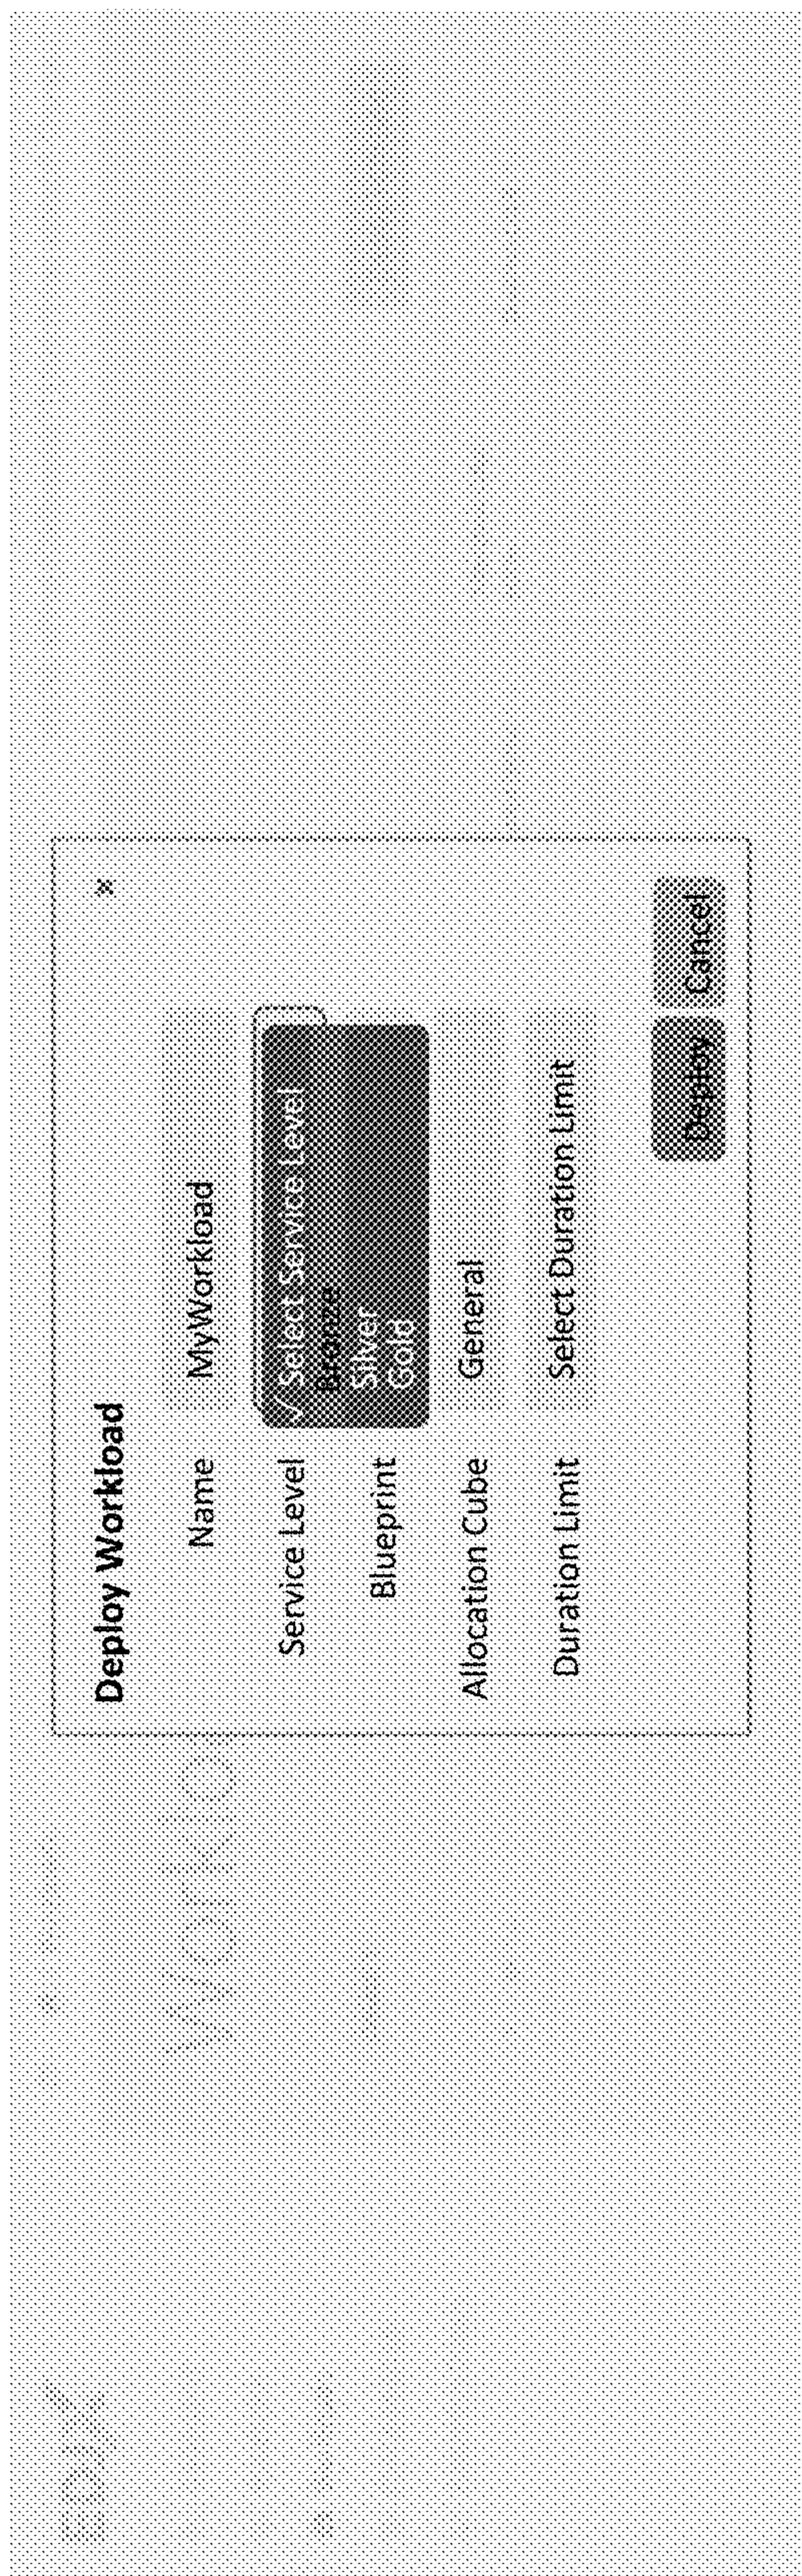 Deploy Workload x
Name MyWorkload
Service Level ✓ Select Service Level
Bronze
Silver
Blueprint Gold
Allocation Cube General
Duration Limit Select Duration Limit
Deploy Cancel